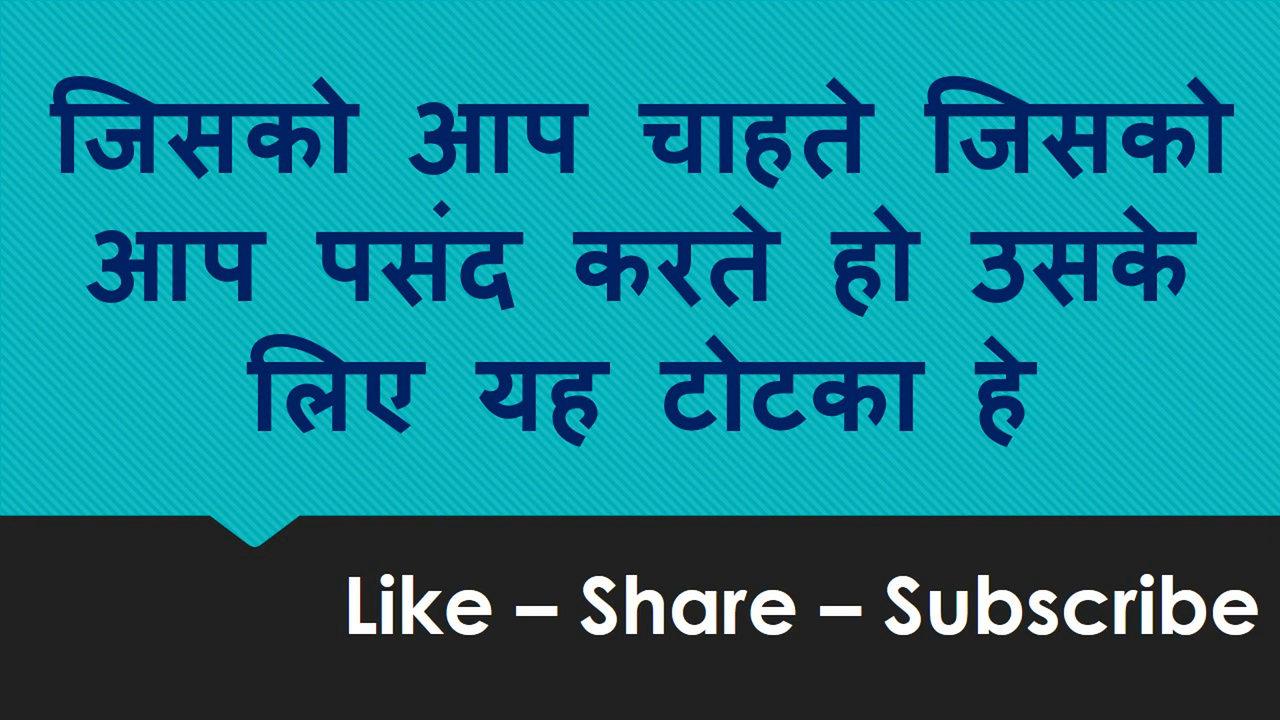 जिसको आप चाहते जिसको
आप पसंद करते हो उसके
लिए यह टोटका हे
Like – Share – Subscribe